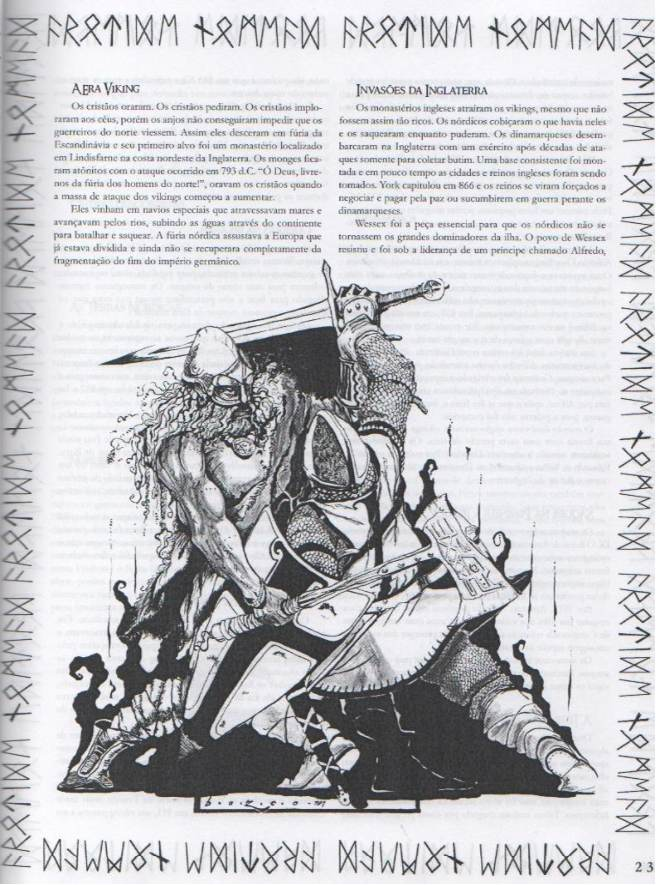 A ERA VIKING
Os cristãos oraram. Os cristãos pediram. Os cristãos implo-
raram aos céus, porém os anjos não conseguiram impedir que os
guerreiros do norte viessem. Assim eles desceram em fúria da
Escandinávia e seu primeiro alvo foi um monastério localizado
em Lindisfarne na costa nordeste da Inglaterra. Os monges fica-
ram atônitos com o ataque ocorrido em 793 d.C. “Ó Deus, livre-
nos da fúria dos homens do norte!”, oravam os cristãos quando
a massa de ataque dos vikings começou a aumentar.
Eles vinham em navios especiais que atravessavam mares e
avançavam pelos rios, subindo as águas através do continente
para batalhar e saquear. A fúria nórdica assustava a Europa que
já estava dividida e ainda não se recuperara completamente da
fragmentação do fim do império germânico.
INVASÕES DA INGLATERRA
Os monastérios ingleses atraíram os vikings, mesmo que não
fossem assim tão ricos. Os nórdicos cobiçaram o que havia neles
e os saquearam enquanto puderam. Os dinamarqueses desem-
barcaram na Inglaterra com um exército após décadas de ata-
ques somente para coletar butim. Uma base consistente foi mon-
tada e em pouco tempo as cidades e reinos ingleses foram sendo
tomados. York capitulou em 866 e os reinos se viram forçados a
negociar e pagar pela paz ou sucumbirem em guerra perante os
dinamarqueses.
Wessex foi a peça essencial para que os nórdicos não se
tornassem os grandes dominadores da ilha. O povo de Wessex
resistiu e foi sob a liderança de um príncipe chamado Alfredo,
23